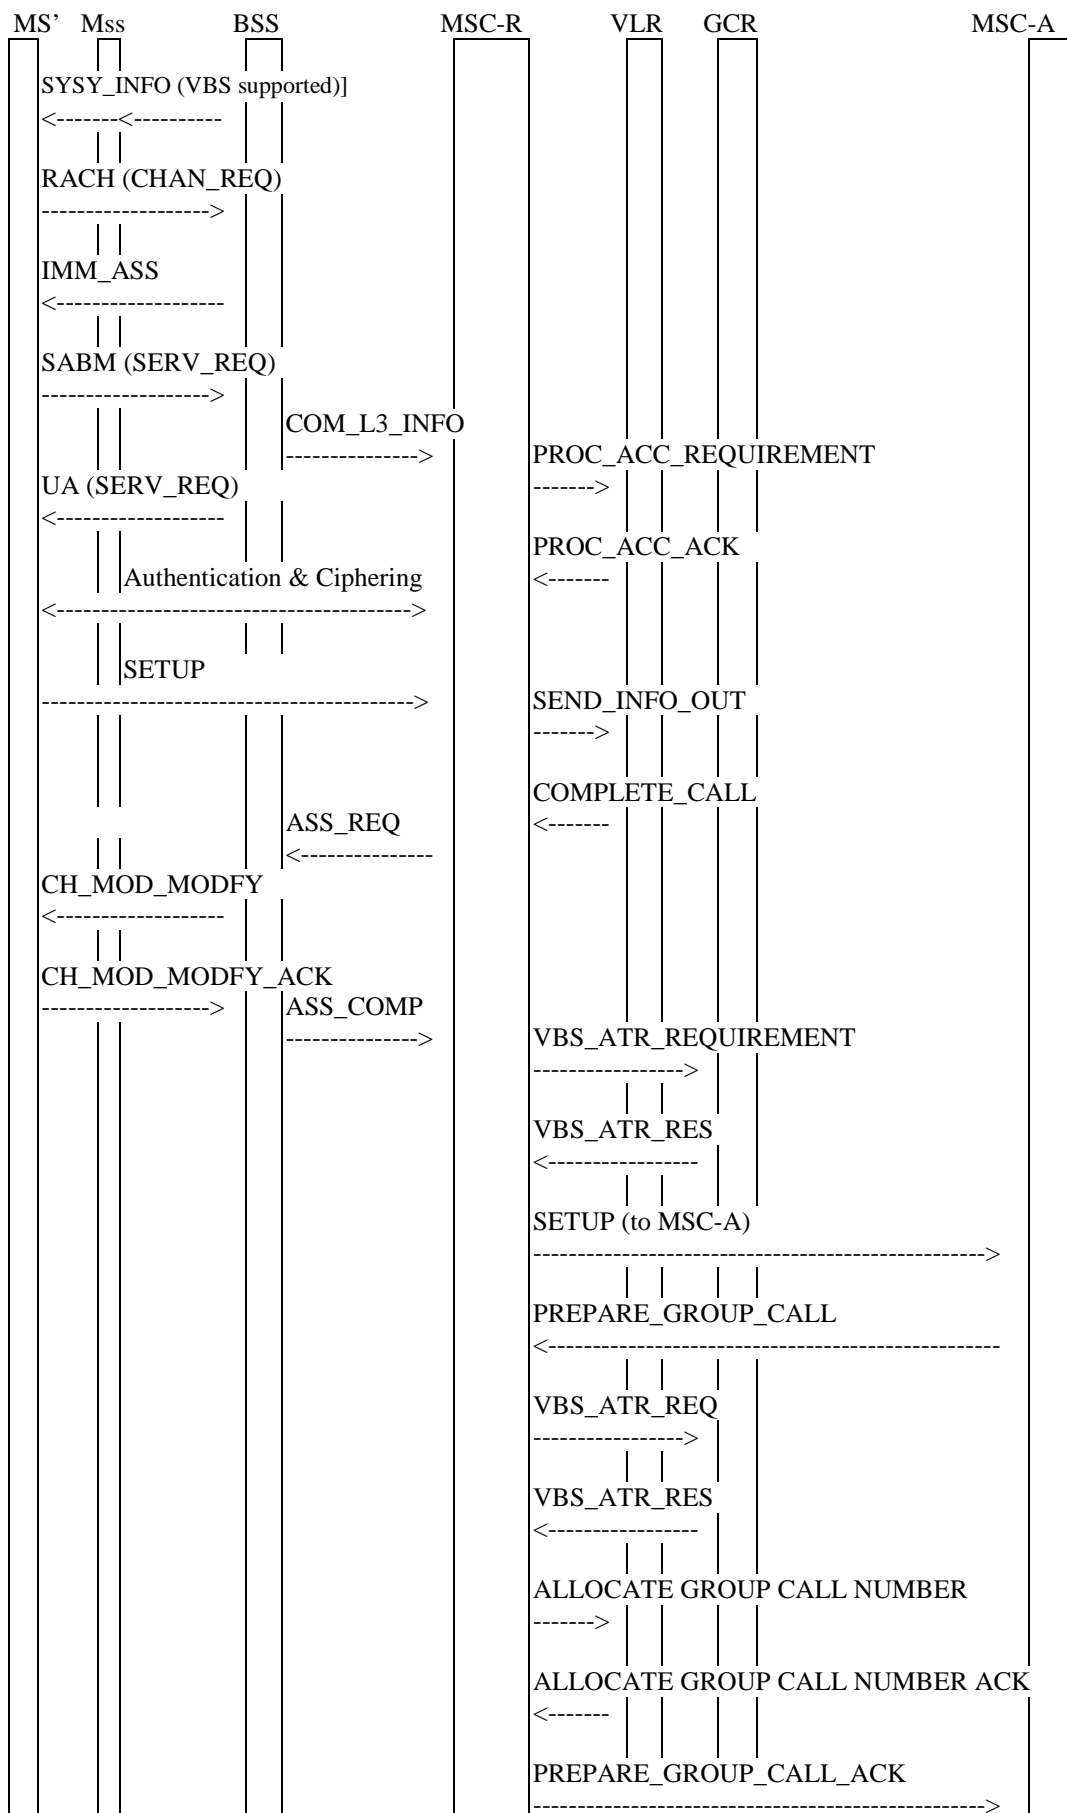 MS’ Mss BSS MSC-R VLR GCR MSC-A
SYSY_INFO (VBS supported)]
<-------<----------
RACH (CHAN_REQ)
------------------->
IMM_ASS
<-------------------
SABM (SERV_REQ)
------------------->
COM_L3_INFO
---------------> PROC_ACC_REQUIREMENT
UA (SERV_REQ) ------->
<-------------------
PROC_ACC_ACK
Authentication & Ciphering <-------
<---------------------------------------->
SETUP
------------------------------------------> SEND_INFO_OUT
------->
COMPLETE_CALL
ASS_REQ <-------
<---------------
CH_MOD_MODFY
<-------------------
CH_MOD_MODFY_ACK
-------------------> ASS_COMP
---------------> VBS_ATR_REQUIREMENT
----------------->
VBS_ATR_RES
<-----------------
SETUP (to MSC-A)
--------------------------------------------------->
PREPARE_GROUP_CALL
<---------------------------------------------------
VBS_ATR_REQ
----------------->
VBS_ATR_RES
<-----------------
ALLOCATE GROUP CALL NUMBER
------->
ALLOCATE GROUP CALL NUMBER ACK
<-------
PREPARE_GROUP_CALL_ACK
--------------------------------------------------->